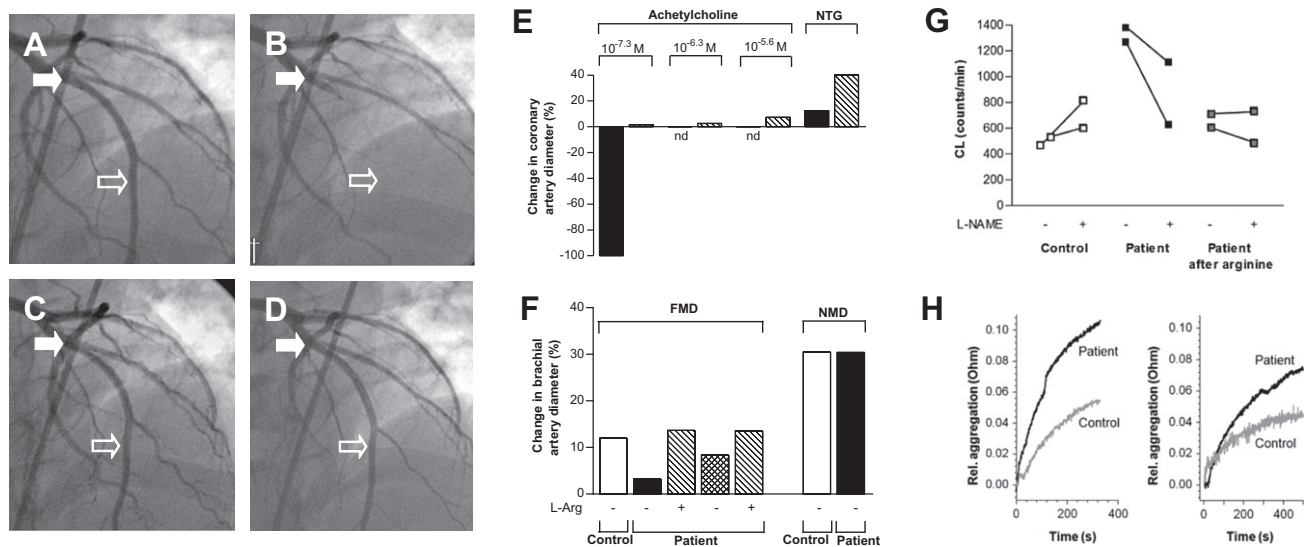 A
B
C
D
E
Acetylcholine
NTG
10-7.3 M
10-6.3 M
10-5.6 M
Change in coronary
artery diameter (%)
40
20
0
-20
-40
-60
-80
-100
nd
nd
F
FMD
NMD
Change in brachial
artery diameter (%)
40
30
20
10
0
L-Arg
-
-
+
-
+
-
-
Control
Patient
Control
Patient
G
CL (counts/min)
1400
1200
1000
800
600
400
200
0
L-NAME
-
+
-
+
-
+
Control
Patient
Patient
after arginine
H
Rel. aggregation (Ohm)
0.10
0.08
0.06
0.04
0.02
0.00
Patient
Control
0
200
400
Time (s)
Rel. aggregation (Ohm)
0.10
0.08
0.06
0.04
0.02
0.00
Patient
Control
0
200
400
Time (s)